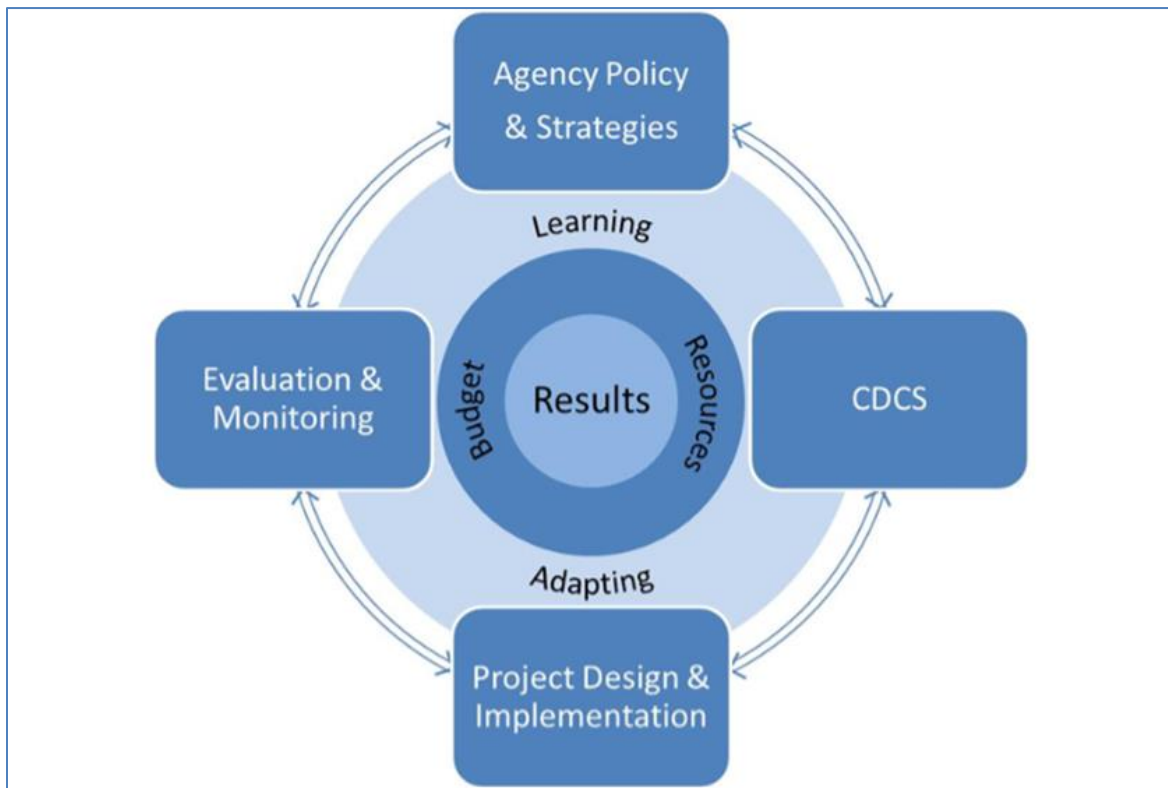 Agency Policy
& Strategies
Learning
Evaluation &
Monitoring
Budget
Results
Resources
CDCS
Adapting
Project Design &
Implementation